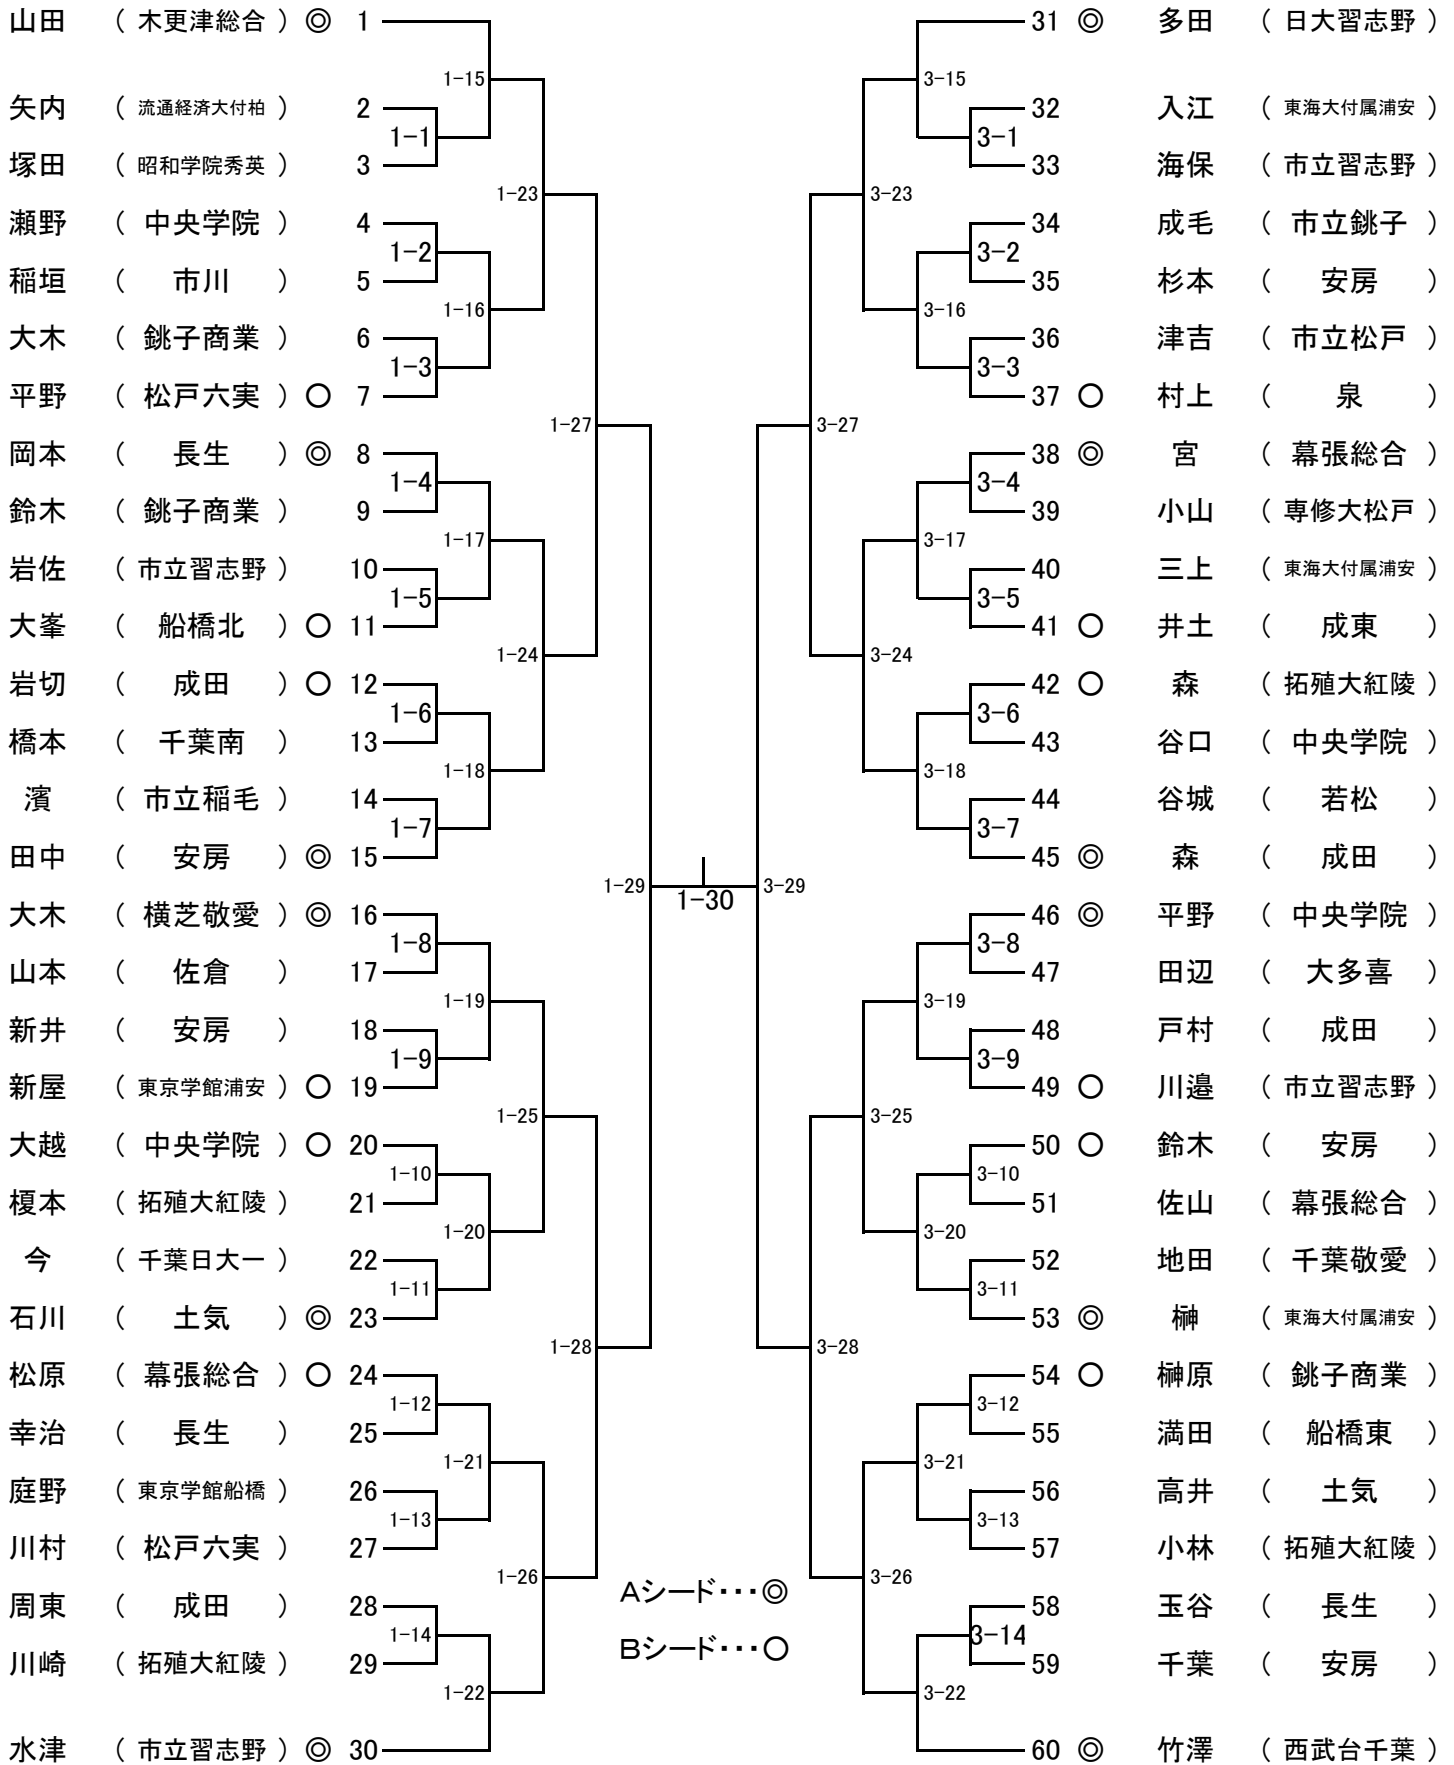 山田 （ 木更津総合 ） ◎ 1
31 ◎ 多田 （ 日大習志野 ）
1−15
3−15
矢内 （ 流通経済大付柏 ） 2
32 入江 （ 東海大付属浦安 ）
1−1
3−1
塚田 （ 昭和学院秀英 ） 3
33 海保 （ 市立習志野 ）
1−23
3−23
瀬野 （ 中央学院 ） 4
34 成毛 （ 市立銚子 ）
1−2
3−2
稲垣 （ 市川 ） 5
35 杉本 （ 安房 ）
1−16
3−16
大木 （ 銚子商業 ） 6
36 津吉 （ 市立松戸 ）
1−3
3−3
平野 （ 松戸六実 ） ○ 7
37 ○ 村上 （ 泉 ）
1−27
3−27
岡本 （ 長生 ） ◎ 8
38 ◎ 宮 （ 幕張総合 ）
1−4
3−4
鈴木 （ 銚子商業 ） 9
39 小山 （ 専修大松戸 ）
1−17
3−17
岩佐 （ 市立習志野 ） 10
40 三上 （ 東海大付属浦安 ）
1−5
3−5
大峯 （ 船橋北 ） ○ 11
41 ○ 井土 （ 成東 ）
1−24
3−24
岩切 （ 成田 ） ○ 12
42 ○ 森 （ 拓殖大紅陵 ）
1−6
3−6
橋本 （ 千葉南 ） 13
43 谷口 （ 中央学院 ）
1−18
3−18
濱 （ 市立稲毛 ） 14
44 谷城 （ 若松 ）
1−7
3−7
田中 （ 安房 ） ◎ 15
45 ◎ 森 （ 成田 ）
1−29
1−30
3−29
大木 （ 横芝敬愛 ） ◎ 16
46 ◎ 平野 （ 中央学院 ）
1−8
3−8
山本 （ 佐倉 ） 17
47 田辺 （ 大多喜 ）
1−19
3−19
新井 （ 安房 ） 18
48 戸村 （ 成田 ）
1−9
3−9
新屋 （ 東京学館浦安 ） ○ 19
49 ○ 川邉 （ 市立習志野 ）
1−25
3−25
大越 （ 中央学院 ） ○ 20
50 ○ 鈴木 （ 安房 ）
1−10
3−10
榎本 （ 拓殖大紅陵 ） 21
51 佐山 （ 幕張総合 ）
1−20
3−20
今 （ 千葉日大一 ） 22
52 地田 （ 千葉敬愛 ）
1−11
3−11
石川 （ 土気 ） ◎ 23
53 ◎ 榊 （ 東海大付属浦安 ）
1−28
3−28
松原 （ 幕張総合 ） ○ 24
54 ○ 榊原 （ 銚子商業 ）
1−12
3−12
幸治 （ 長生 ） 25
55 満田 （ 船橋東 ）
1−21
3−21
庭野 （ 東京学館船橋 ） 26
56 高井 （ 土気 ）
1−13
3−13
川村 （ 松戸六実 ） 27
57 小林 （ 拓殖大紅陵 ）
1−26
3−26
Aシード・・・◎
周東 （ 成田 ） 28
58 玉谷 （ 長生 ）
1−14
3−14
Bシード・・・○
川崎 （ 拓殖大紅陵 ） 29
59 千葉 （ 安房 ）
1−22
3−22
水津 （ 市立習志野 ） ◎ 30
60 ◎ 竹澤 （ 西武台千葉 ）